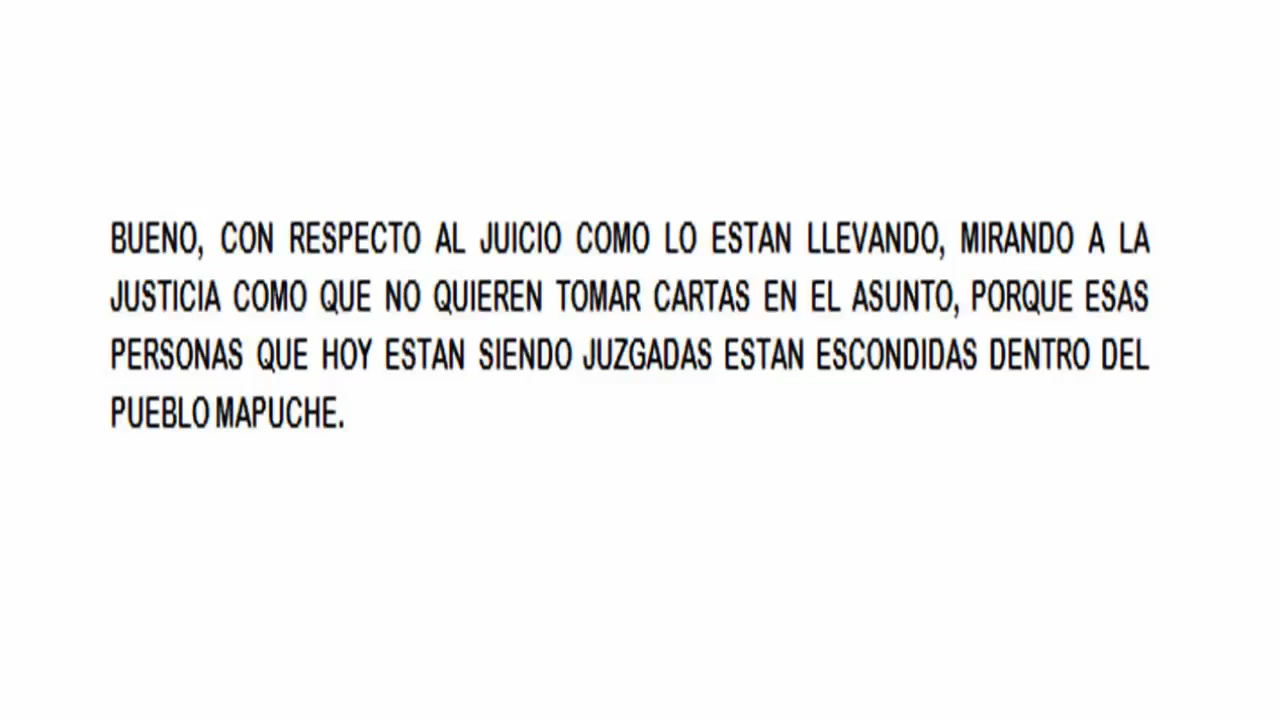 BUENO, CON RESPECTO AL JUICIO COMO LO ESTAN LLEVANDO, MIRANDO A LA
JUSTICIA COMO QUE NO QUIEREN TOMAR CARTAS EN EL ASUNTO, PORQUE ESAS
PERSONAS QUE HOY ESTAN SIENDO JUZGADAS ESTAN ESCONDIDAS DENTRO DEL
PUEBLO MAPUCHE.